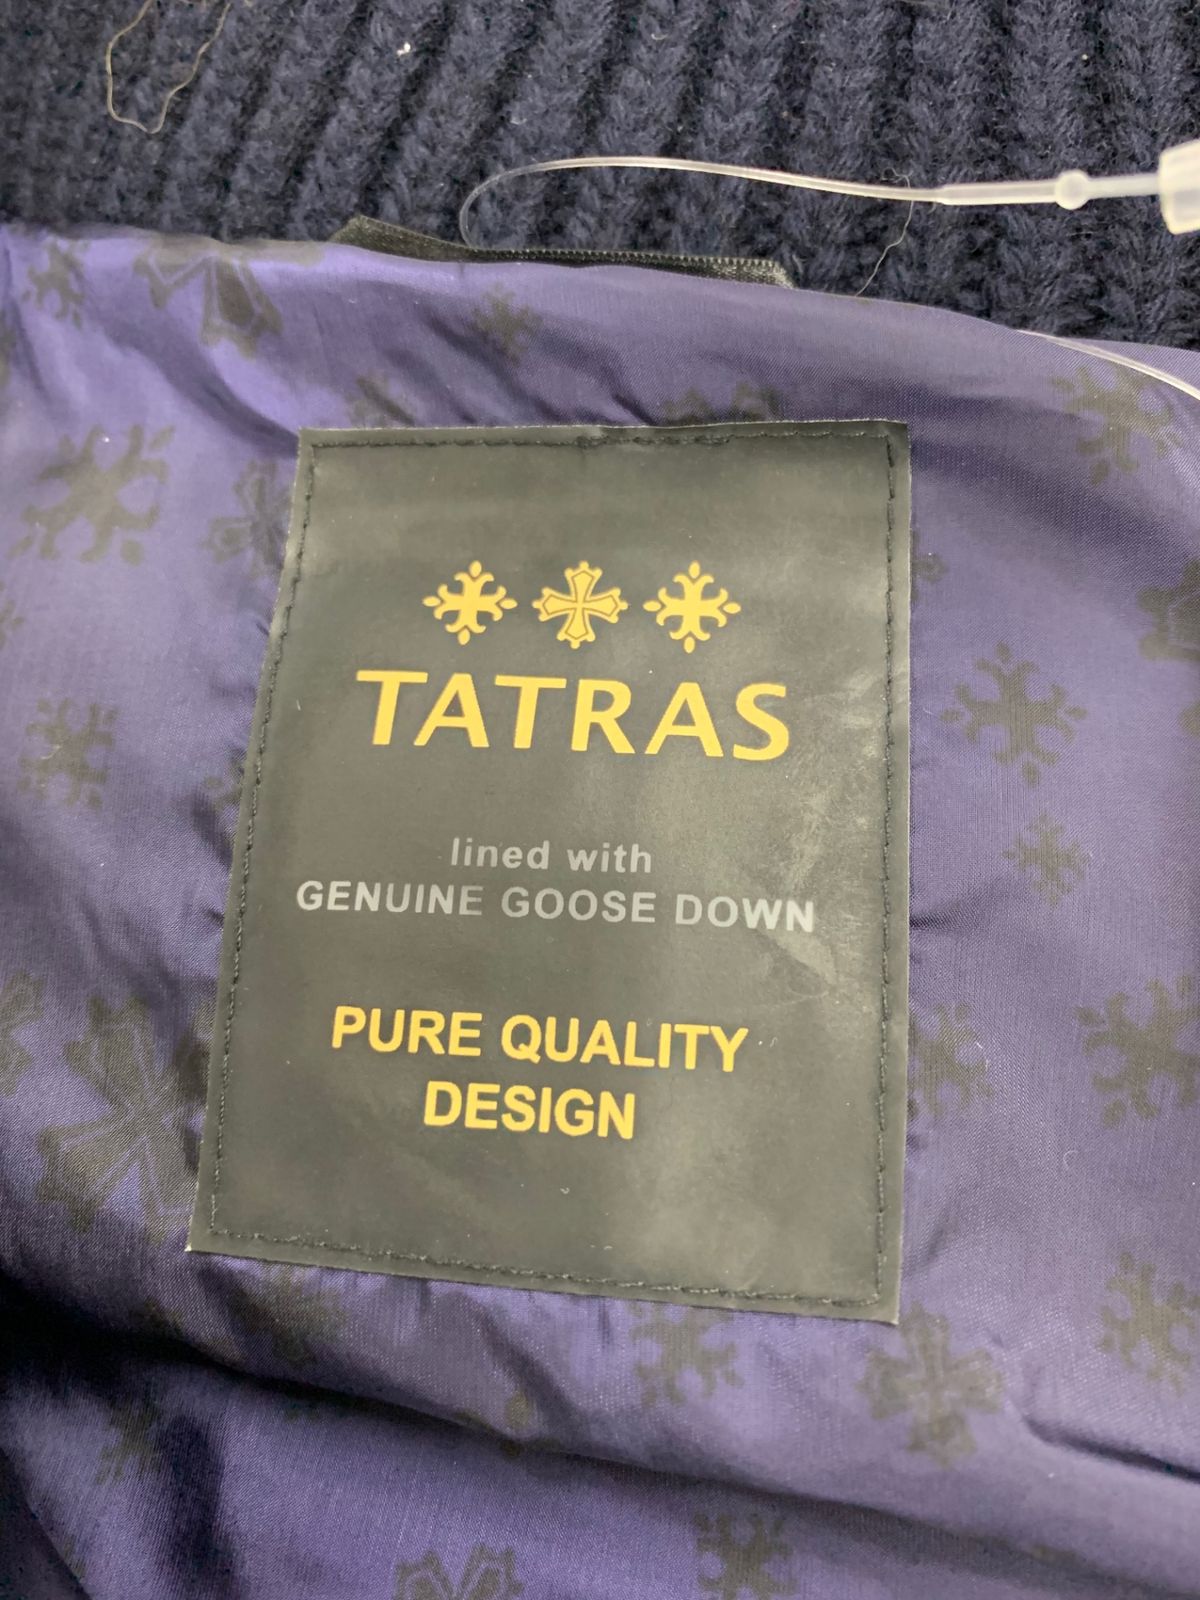 TATRAS
lined with
GENUINE GOOSE DOWN
PURE QUALITY
DESIGN